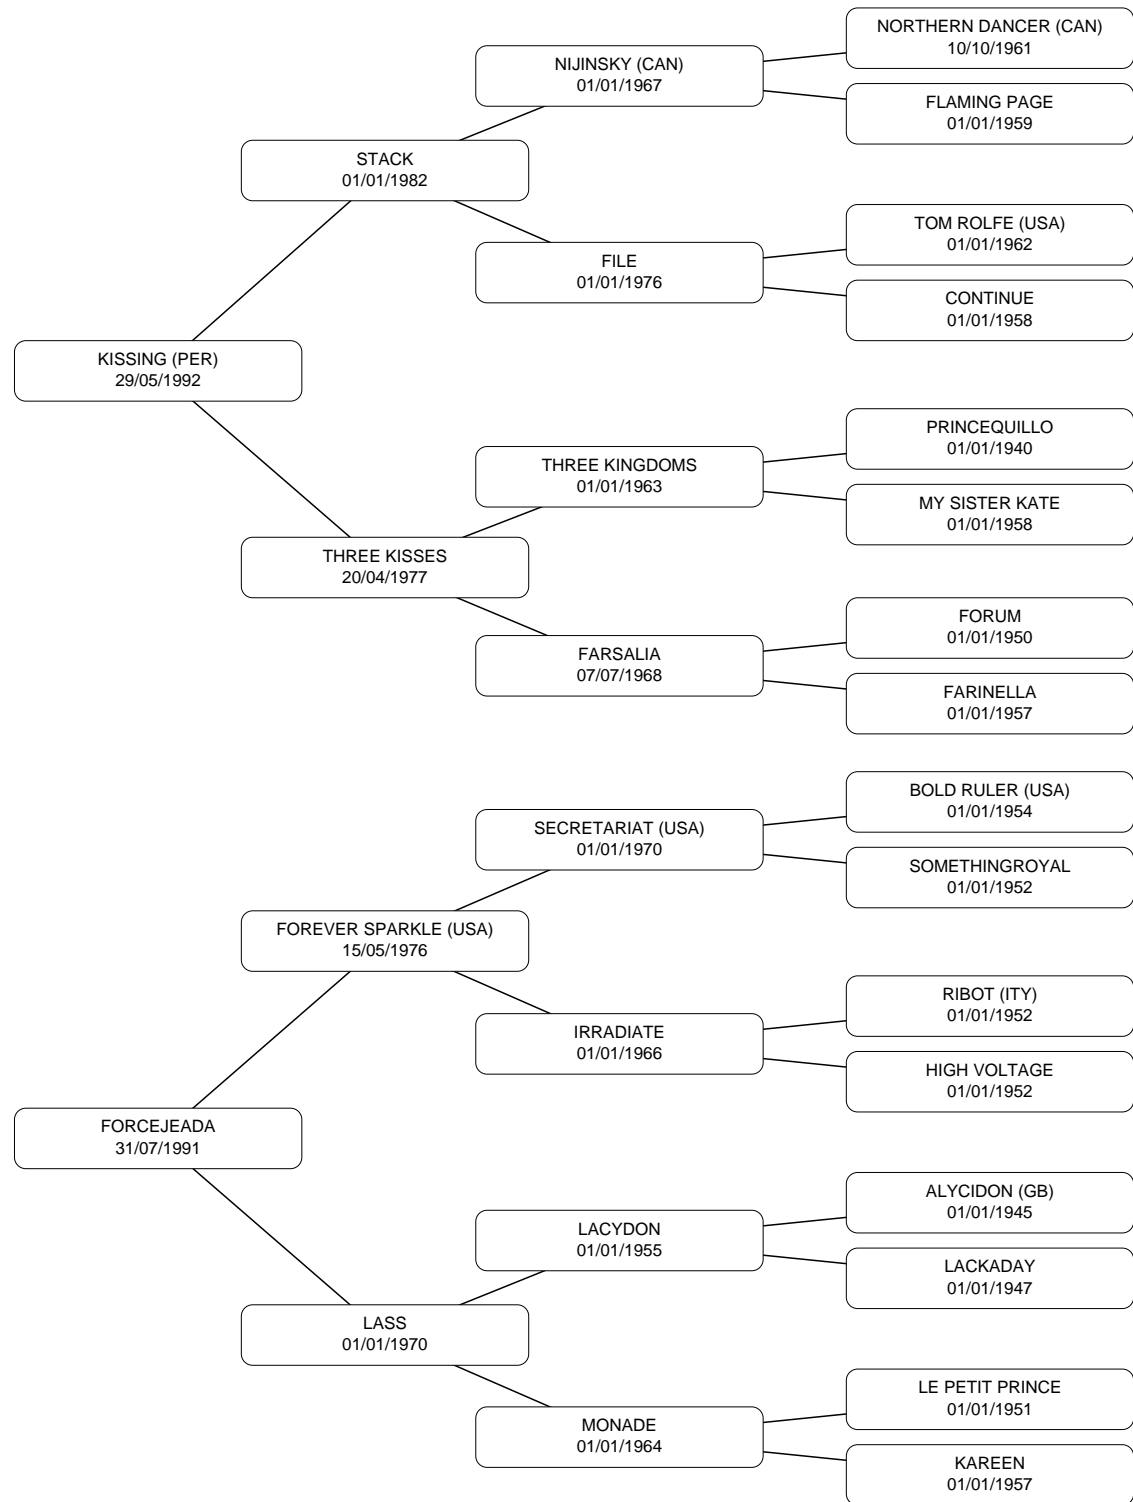 NORTHERN DANCER (CAN)
10/10/1961
NIJINSKY (CAN)
01/01/1967
FLAMING PAGE
01/01/1959
STACK
01/01/1982
TOM ROLFE (USA)
01/01/1962
FILE
01/01/1976
CONTINUE
01/01/1958
KISSING (PER)
29/05/1992
PRINCEQUILLO
01/01/1940
THREE KINGDOMS
01/01/1963
MY SISTER KATE
01/01/1958
THREE KISSES
20/04/1977
FORUM
01/01/1950
FARSALIA
07/07/1968
FARINELLA
01/01/1957
BOLD RULER (USA)
01/01/1954
SECRETARIAT (USA)
01/01/1970
SOMETHINGROYAL
01/01/1952
FOREVER SPARKLE (USA)
15/05/1976
RIBOT (ITY)
01/01/1952
IRRADIATE
01/01/1966
HIGH VOLTAGE
01/01/1952
FORCEJEADA
31/07/1991
ALYCIDON (GB)
01/01/1945
LACYDON
01/01/1955
LACKADAY
01/01/1947
LASS
01/01/1970
LE PETIT PRINCE
01/01/1951
MONADE
01/01/1964
KAREEN
01/01/1957